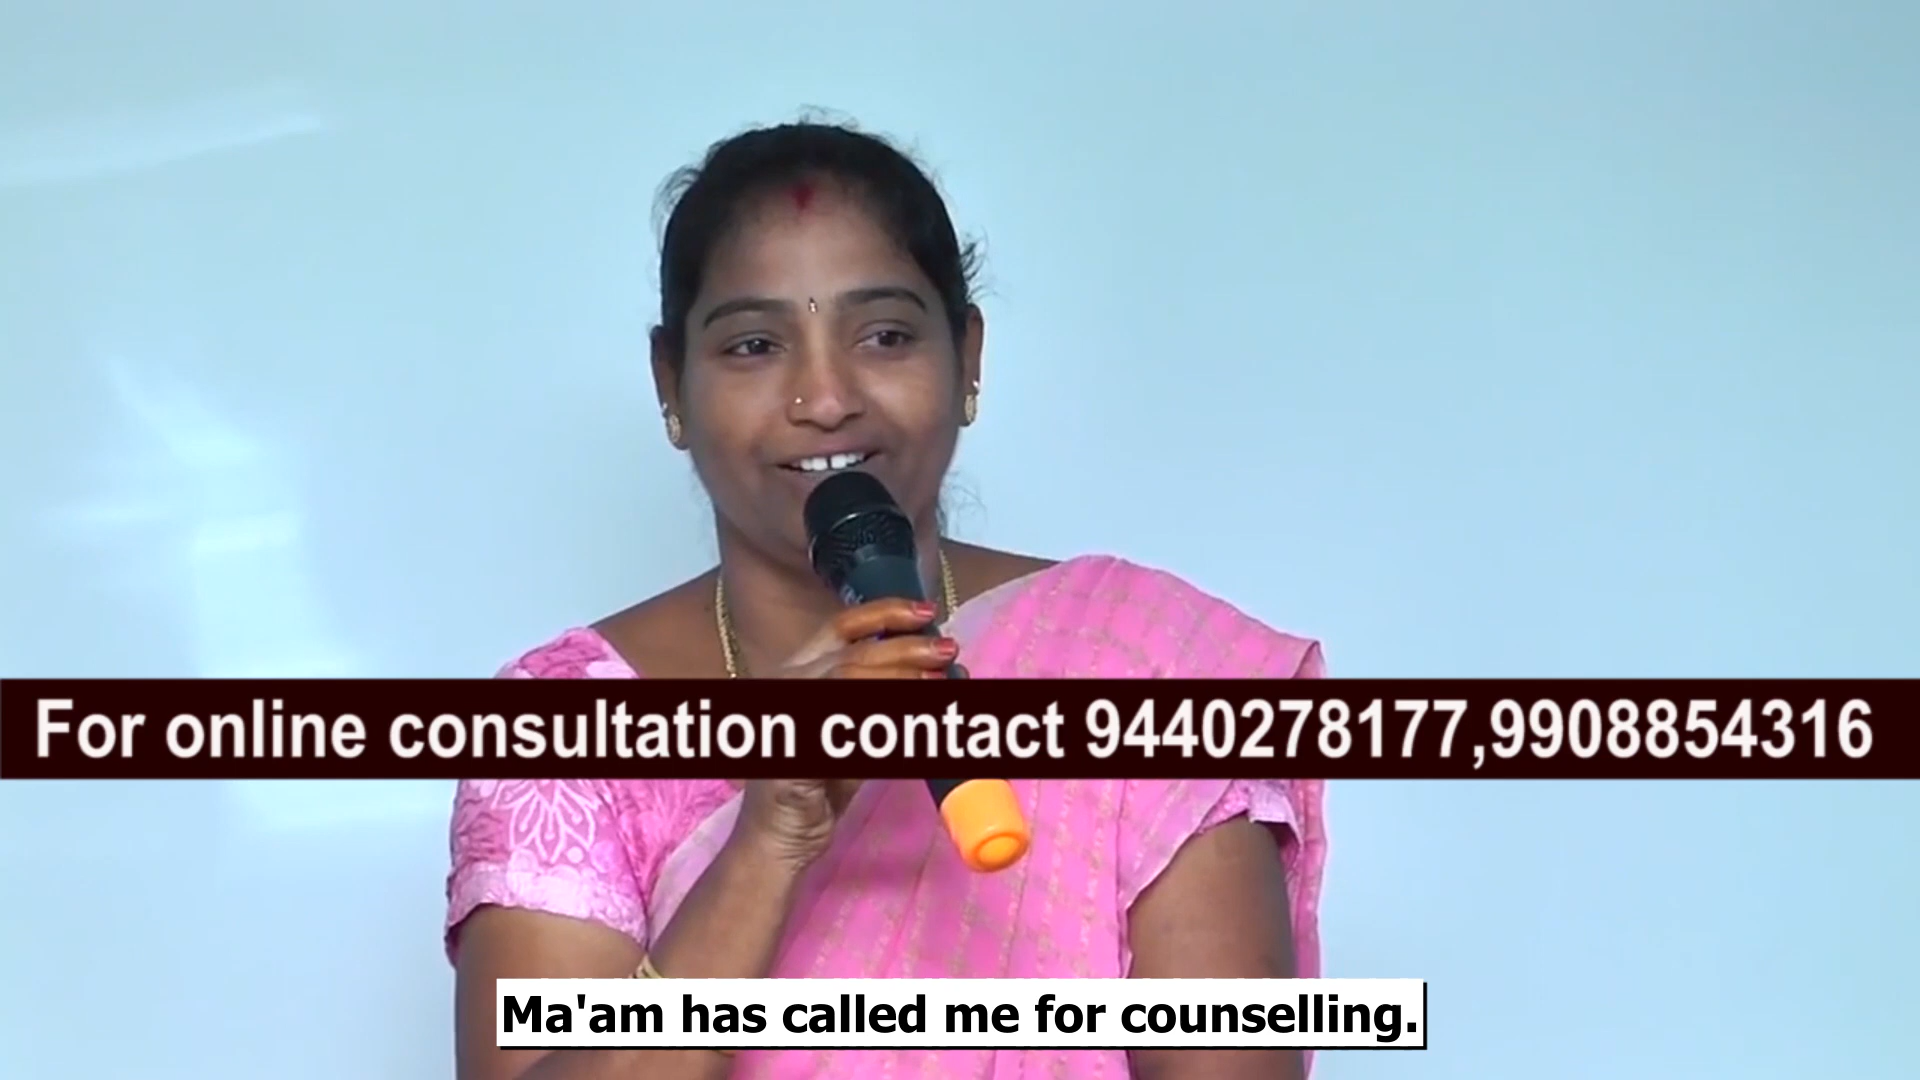 For online consultation contact 9440278177,9908854316
Ma'am has called me for counselling.